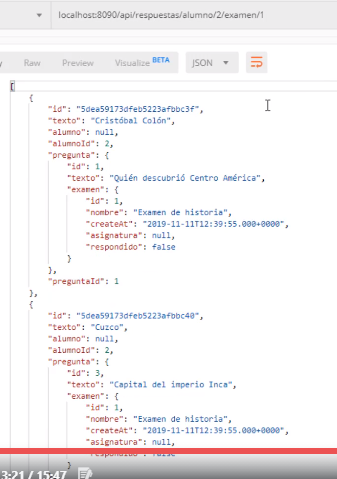 localhost:8090/api/respuestas/alumno/2/examen/1
Raw Preview Visualize BETA JSON
[
{
"id": "5dea59173dfeb5223afbbc3f",
"texto": "Cristóbal Colón",
"alumno": null,
"alumnoId": 2,
"pregunta": {
"id": 1,
"texto": "Quién descubrió Centro América",
"examen": {
"id": 1,
"nombre": "Examen de historia",
"createAt": "2019-11-11T12:39:55.000+0000",
"asignatura": null,
"respondido": false
}
},
"preguntaId": 1
},
{
"id": "5dea59173dfeb5223afbbc40",
"texto": "Cuzco",
"alumno": null,
"alumnoId": 2,
"pregunta": {
"id": 3,
"texto": "Capital del imperio Inca",
"examen": {
"id": 1,
"nombre": "Examen de historia",
"createAt": "2019-11-11T12:39:55.000+0000",
"asignatura": null,
"respondido": false
3:21 / 15:47
}